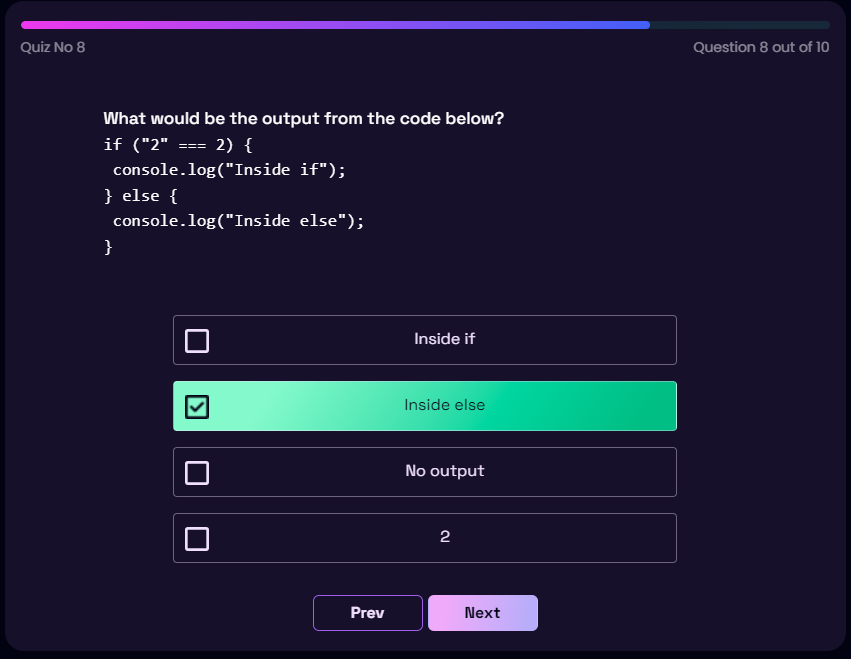 Quiz No 8
Question 8 out of 10
What would be the output from the code below?
if ("2" === 2) {
 console.log("Inside if");
} else {
 console.log("Inside else");
}
Inside if
Inside else
No output
2
Prev
Next